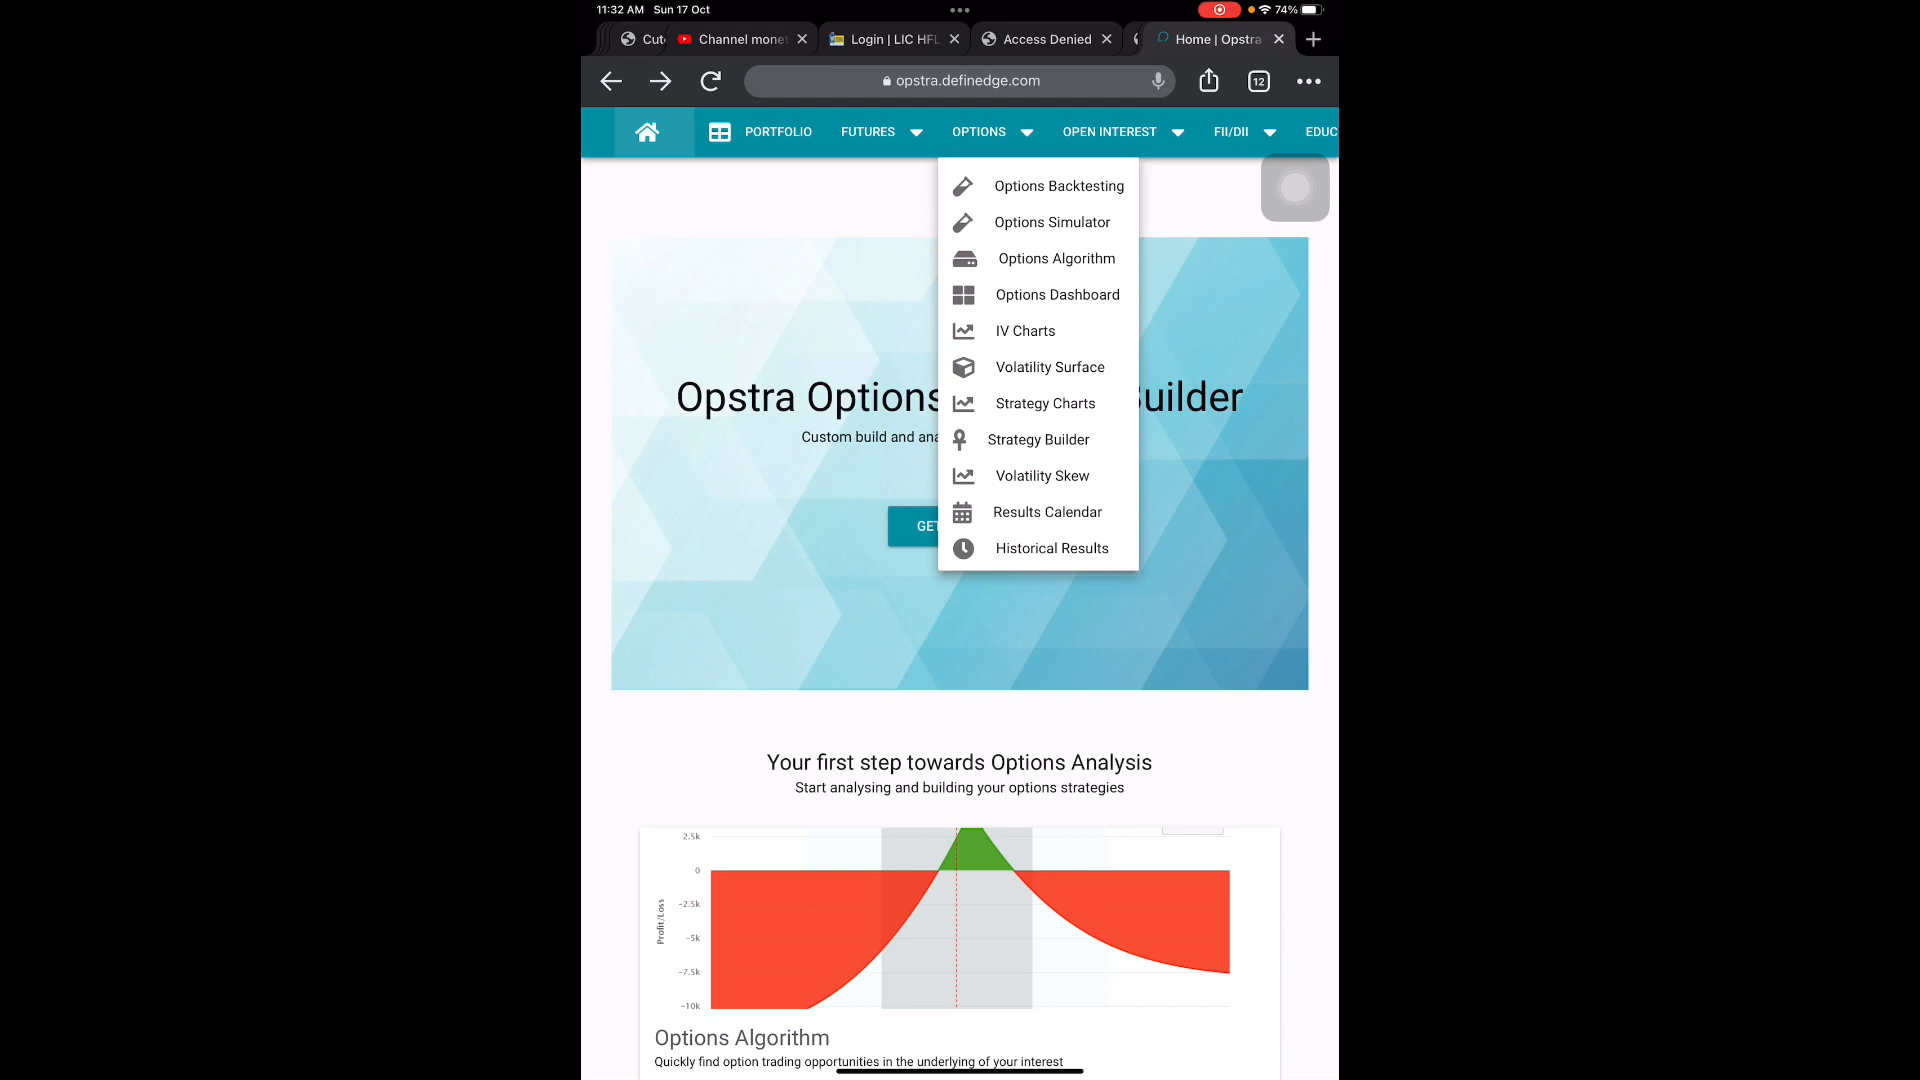 11:32 AM Sun 17 Oct
74%
Cut
Channel monet
Login | LIC HFL
Access Denied
Home | Opstra
opstra.definedge.com
12
PORTFOLIO
FUTURES
OPTIONS
OPEN INTEREST
FII/DII
EDUC
Options Backtesting
Options Simulator
Options Algorithm
Options Dashboard
IV Charts
Volatility Surface
Strategy Charts
Strategy Builder
Volatility Skew
Results Calendar
Historical Results
Opstra Options Builder
Custom build and ana
GET
Your first step towards Options Analysis
Start analysing and building your options strategies
2.5k
0
-2.5k
-5k
-7.5k
-10k
Profit/Loss
Options Algorithm
Quickly find option trading opportunities in the underlying of your interest